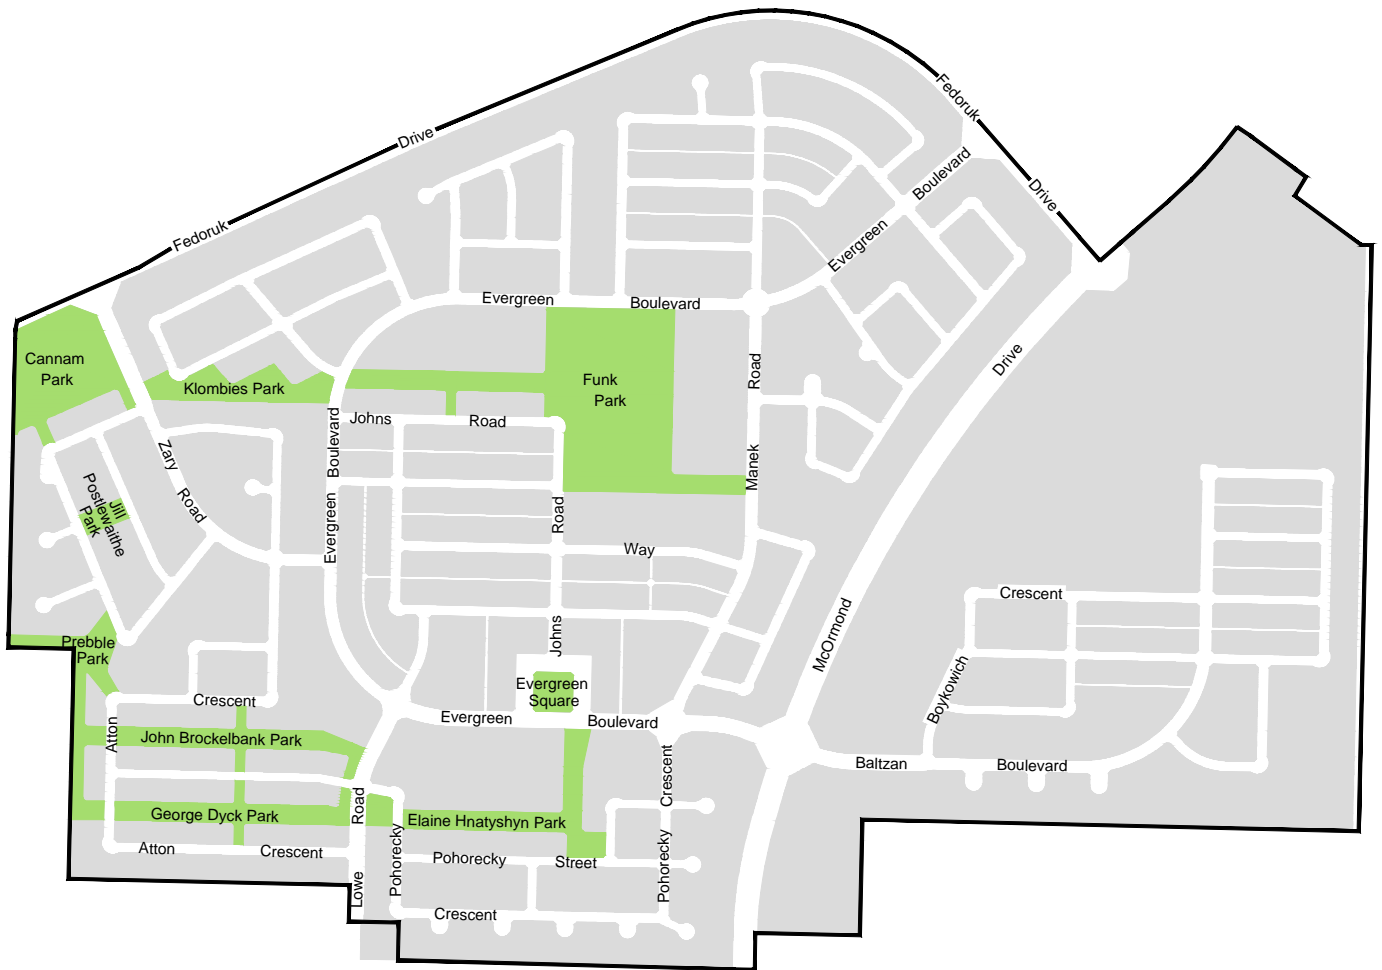 Fedoruk
Drive
Fedoruk
Drive
Boulevard
Evergreen
Evergreen
Boulevard
Cannam
Park
Klombies Park
Funk
Park
Road
Manek
Drive
Johns
Road
Boulevard
Evergreen
Zary
Road
Jill
Postlewaithe
Park
Road
Way
Johns
Crescent
McOrmond
Prebble
Park
Boykowich
Evergreen
Square
Crescent
Atton
Evergreen
Boulevard
John Brockelbank Park
Baltzan
Boulevard
Crescent
Road
George Dyck Park
Elaine Hnatyshyn Park
Atton
Crescent
Pohorecky
Street
Pohorecky
Pohorecky
Lowe
Crescent